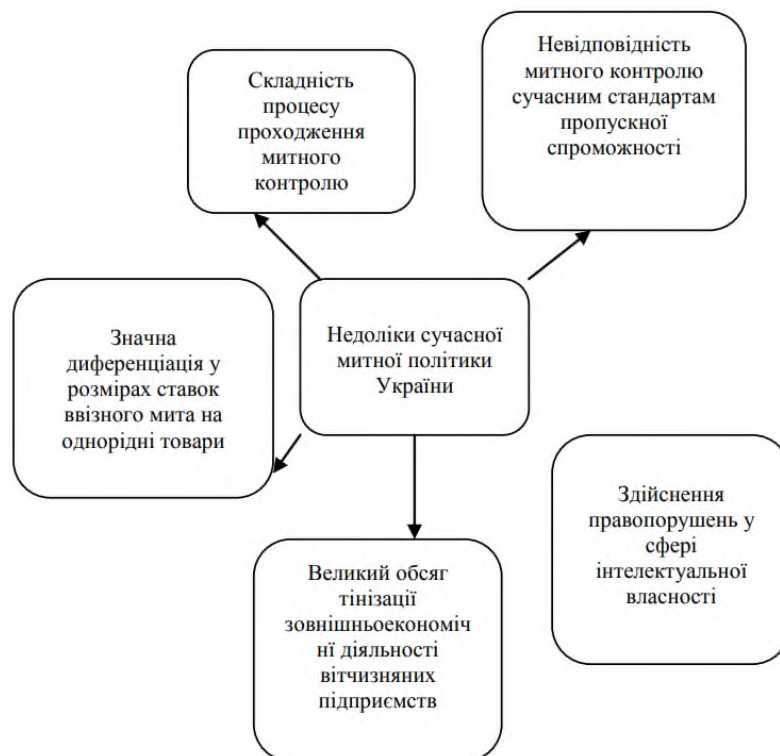 Складність
процесу
проходження
митного
контролю
Невідповідність
митного контролю
сучасним стандартам
пропускної
спроможності
Значна
диференціація у
розмірах ставок
ввізного мита на
однорідні товари
Недоліки сучасної
митної політики
України
Здійснення
правопорушень у
сфері
інтелектуальної
власності
Великий обсяг
тінізації
зовнішньоекономіч
нї діяльності
вітчизняних
підприємств